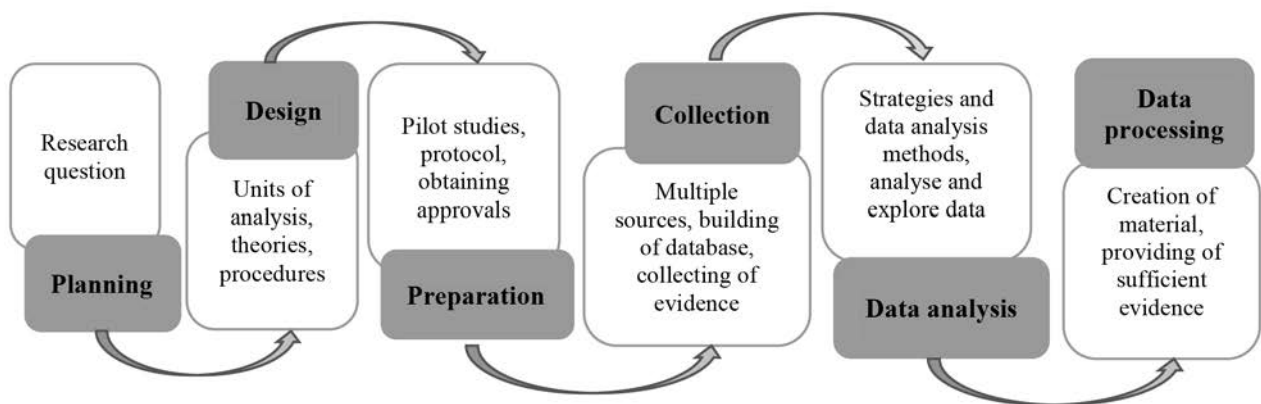 Research
question
Planning
Design
Units of
analysis,
theories,
procedures
Pilot studies,
protocol,
obtaining
approvals
Preparation
Collection
Multiple
sources, building
of database,
collecting of
evidence
Strategies and
data analysis
methods,
analyse and
explore data
Data analysis
Data
processing
Creation of
material,
providing of
sufficient
evidence